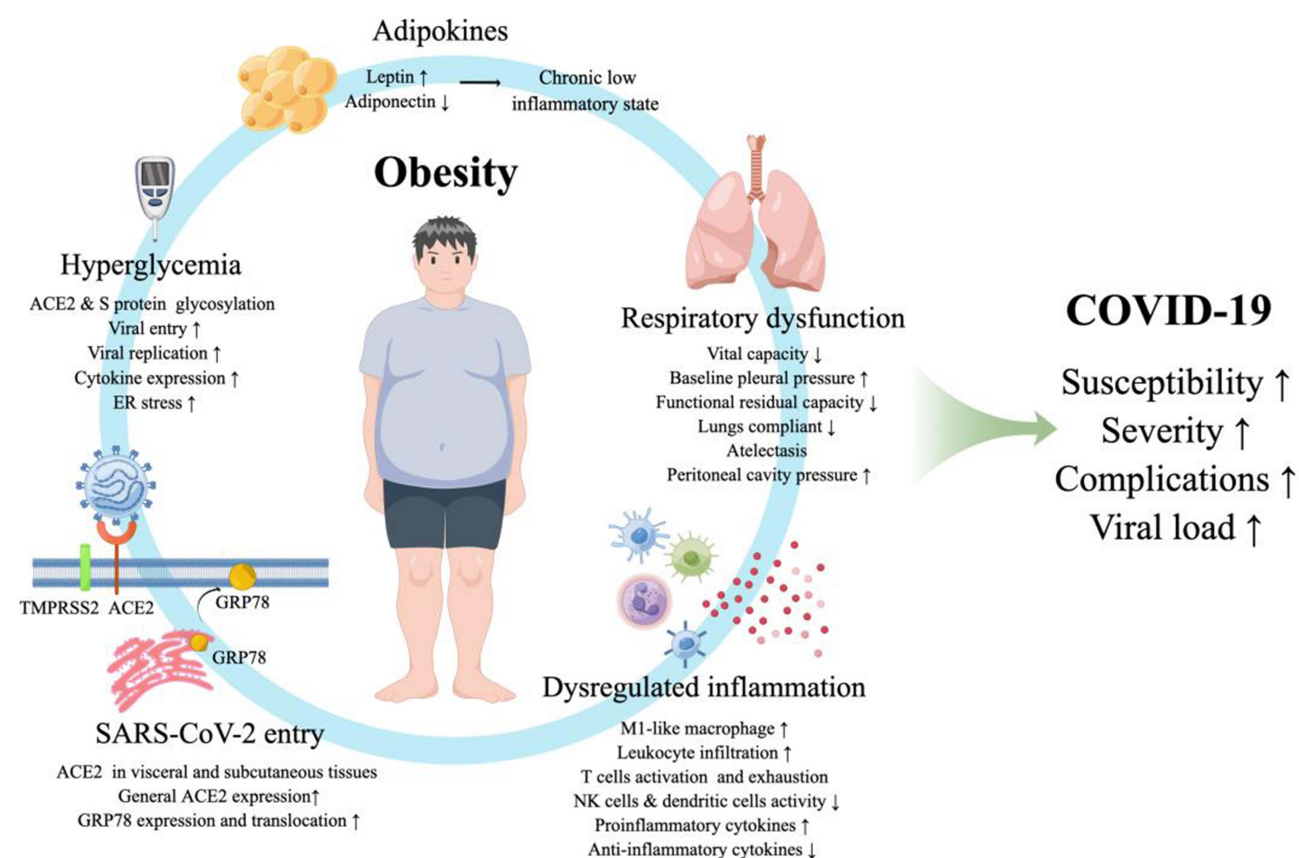 Adipokines
Leptin ↑ → Chronic low
Adiponectin ↓ inflammatory state
Obesity
Hyperglycemia
ACE2 & S protein glycosylation
Viral entry ↑
Viral replication ↑
Cytokine expression ↑
ER stress ↑
Respiratory dysfunction
Vital capacity ↓
Baseline pleural pressure ↑
Functional residual capacity ↓
Lungs compliant ↓
Atelectasis
Peritoneal cavity pressure ↑
TMPRSS2 ACE2 GRP78
GRP78
SARS-CoV-2 entry
ACE2 in visceral and subcutaneous tissues
General ACE2 expression↑
GRP78 expression and translocation ↑
Dysregulated inflammation
M1-like macrophage ↑
Leukocyte infiltration ↑
T cells activation and exhaustion
NK cells & dendritic cells activity ↓
Proinflammatory cytokines ↑
Anti-inflammatory cytokines ↓
COVID-19
Susceptibility ↑
Severity ↑
Complications ↑
Viral load ↑